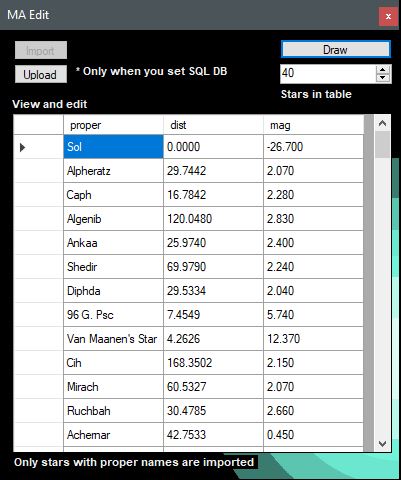 MA Edit
x
Import
Draw
Upload
* Only when you set SQL DB
40
Stars in table
View and edit
proper dist mag
Sol 0.0000 -26.700
Alpheratz 29.7442 2.070
Caph 16.7842 2.280
Algenib 120.0480 2.830
Ankaa 25.9740 2.400
Shedir 69.9790 2.240
Diphda 29.5334 2.040
96 G. Psc 7.4549 5.740
Van Maanen's Star 4.2626 12.370
Cih 168.3502 2.150
Mirach 60.5327 2.070
Ruchbah 30.4785 2.660
Achernar 42.7533 0.450
Only stars with proper names are imported